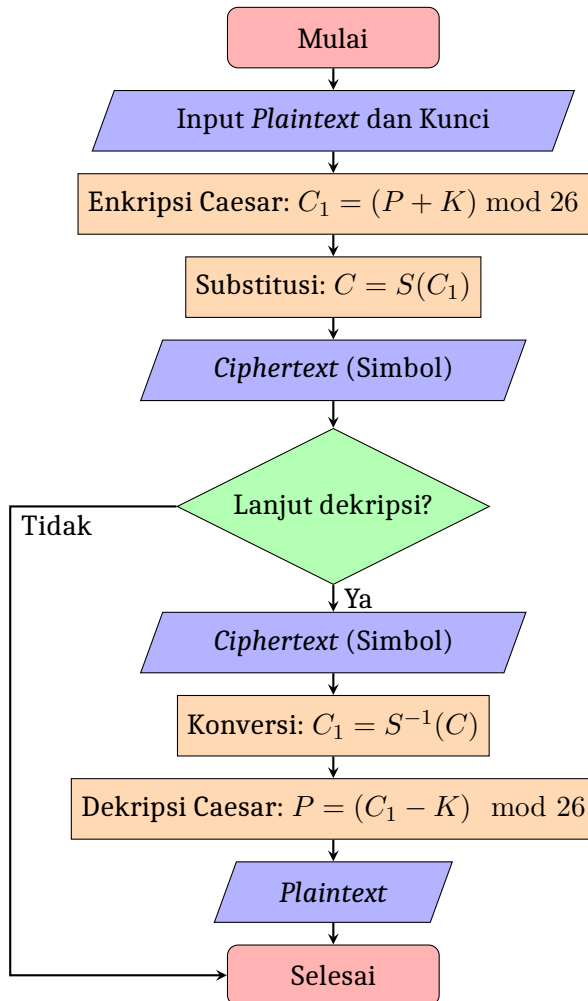 Mulai
Input Plaintext dan Kunci
Enkripsi Caesar: C₁ = (P + K) mod 26
Substitusi: C = S(C₁)
Ciphertext (Simbol)
Lanjut dekripsi?
Tidak
Ya
Ciphertext (Simbol)
Konversi: C₁ = S⁻¹(C)
Dekripsi Caesar: P = (C₁ − K) mod 26
Plaintext
Selesai